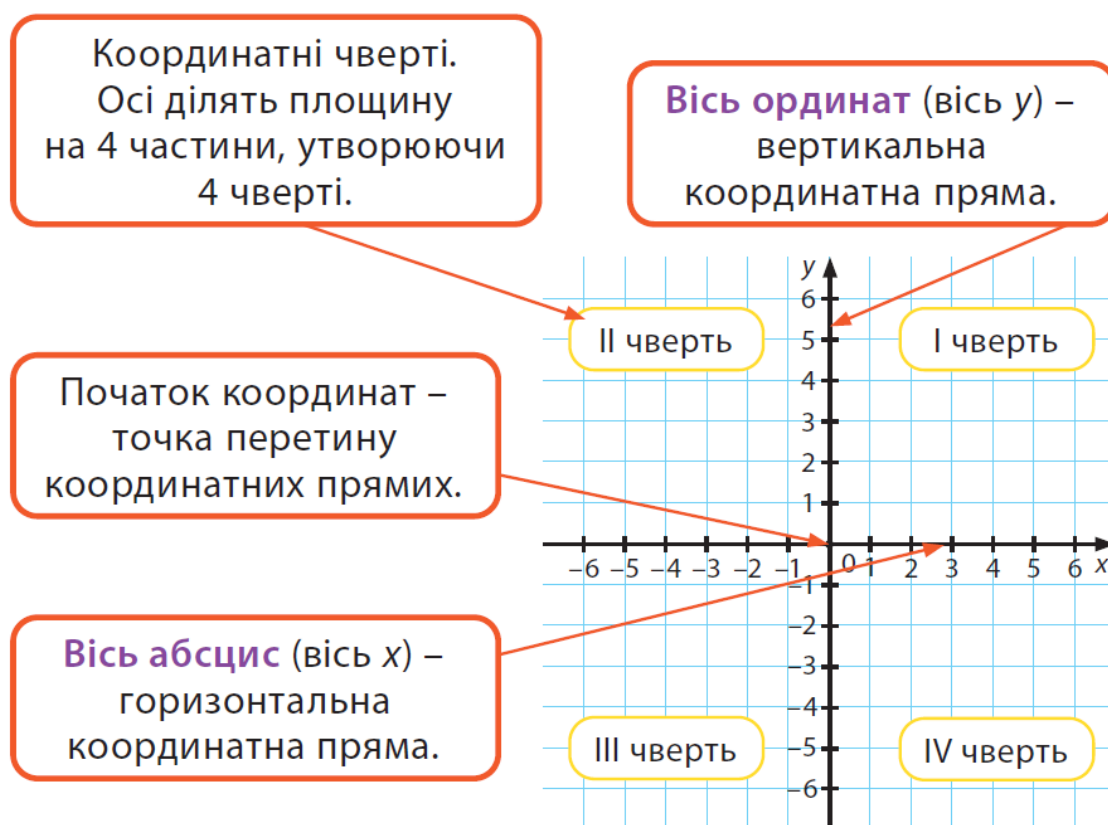 Координатні чверті.
Осі ділять площину
на 4 частини, утворюючи
4 чверті.
Вісь ординат (вісь y) –
вертикальна
координатна пряма.
Початок координат –
точка перетину
координатних прямих.
Вісь абсцис (вісь x) –
горизонтальна
координатна пряма.
y
6
II чверть
5
I чверть
4
3
2
1
–6 –5 –4 –3 –2 –1 0 1 2 3 4 5 6 x
–1
–2
–3
–4
III чверть
–5
IV чверть
–6